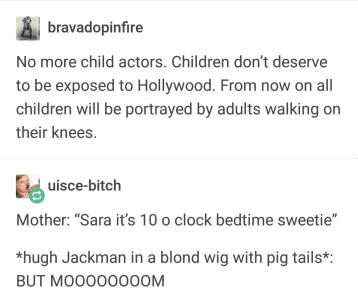 bravadopinfire
No more child actors. Children don't deserve
to be exposed to Hollywood. From now on all
children will be portrayed by adults walking on
their knees.
uisce-bitch
Mother: “Sara it's 10 o clock bedtime sweetie”
*hugh Jackman in a blond wig with pig tails*:
BUT MOOOOOOOOM